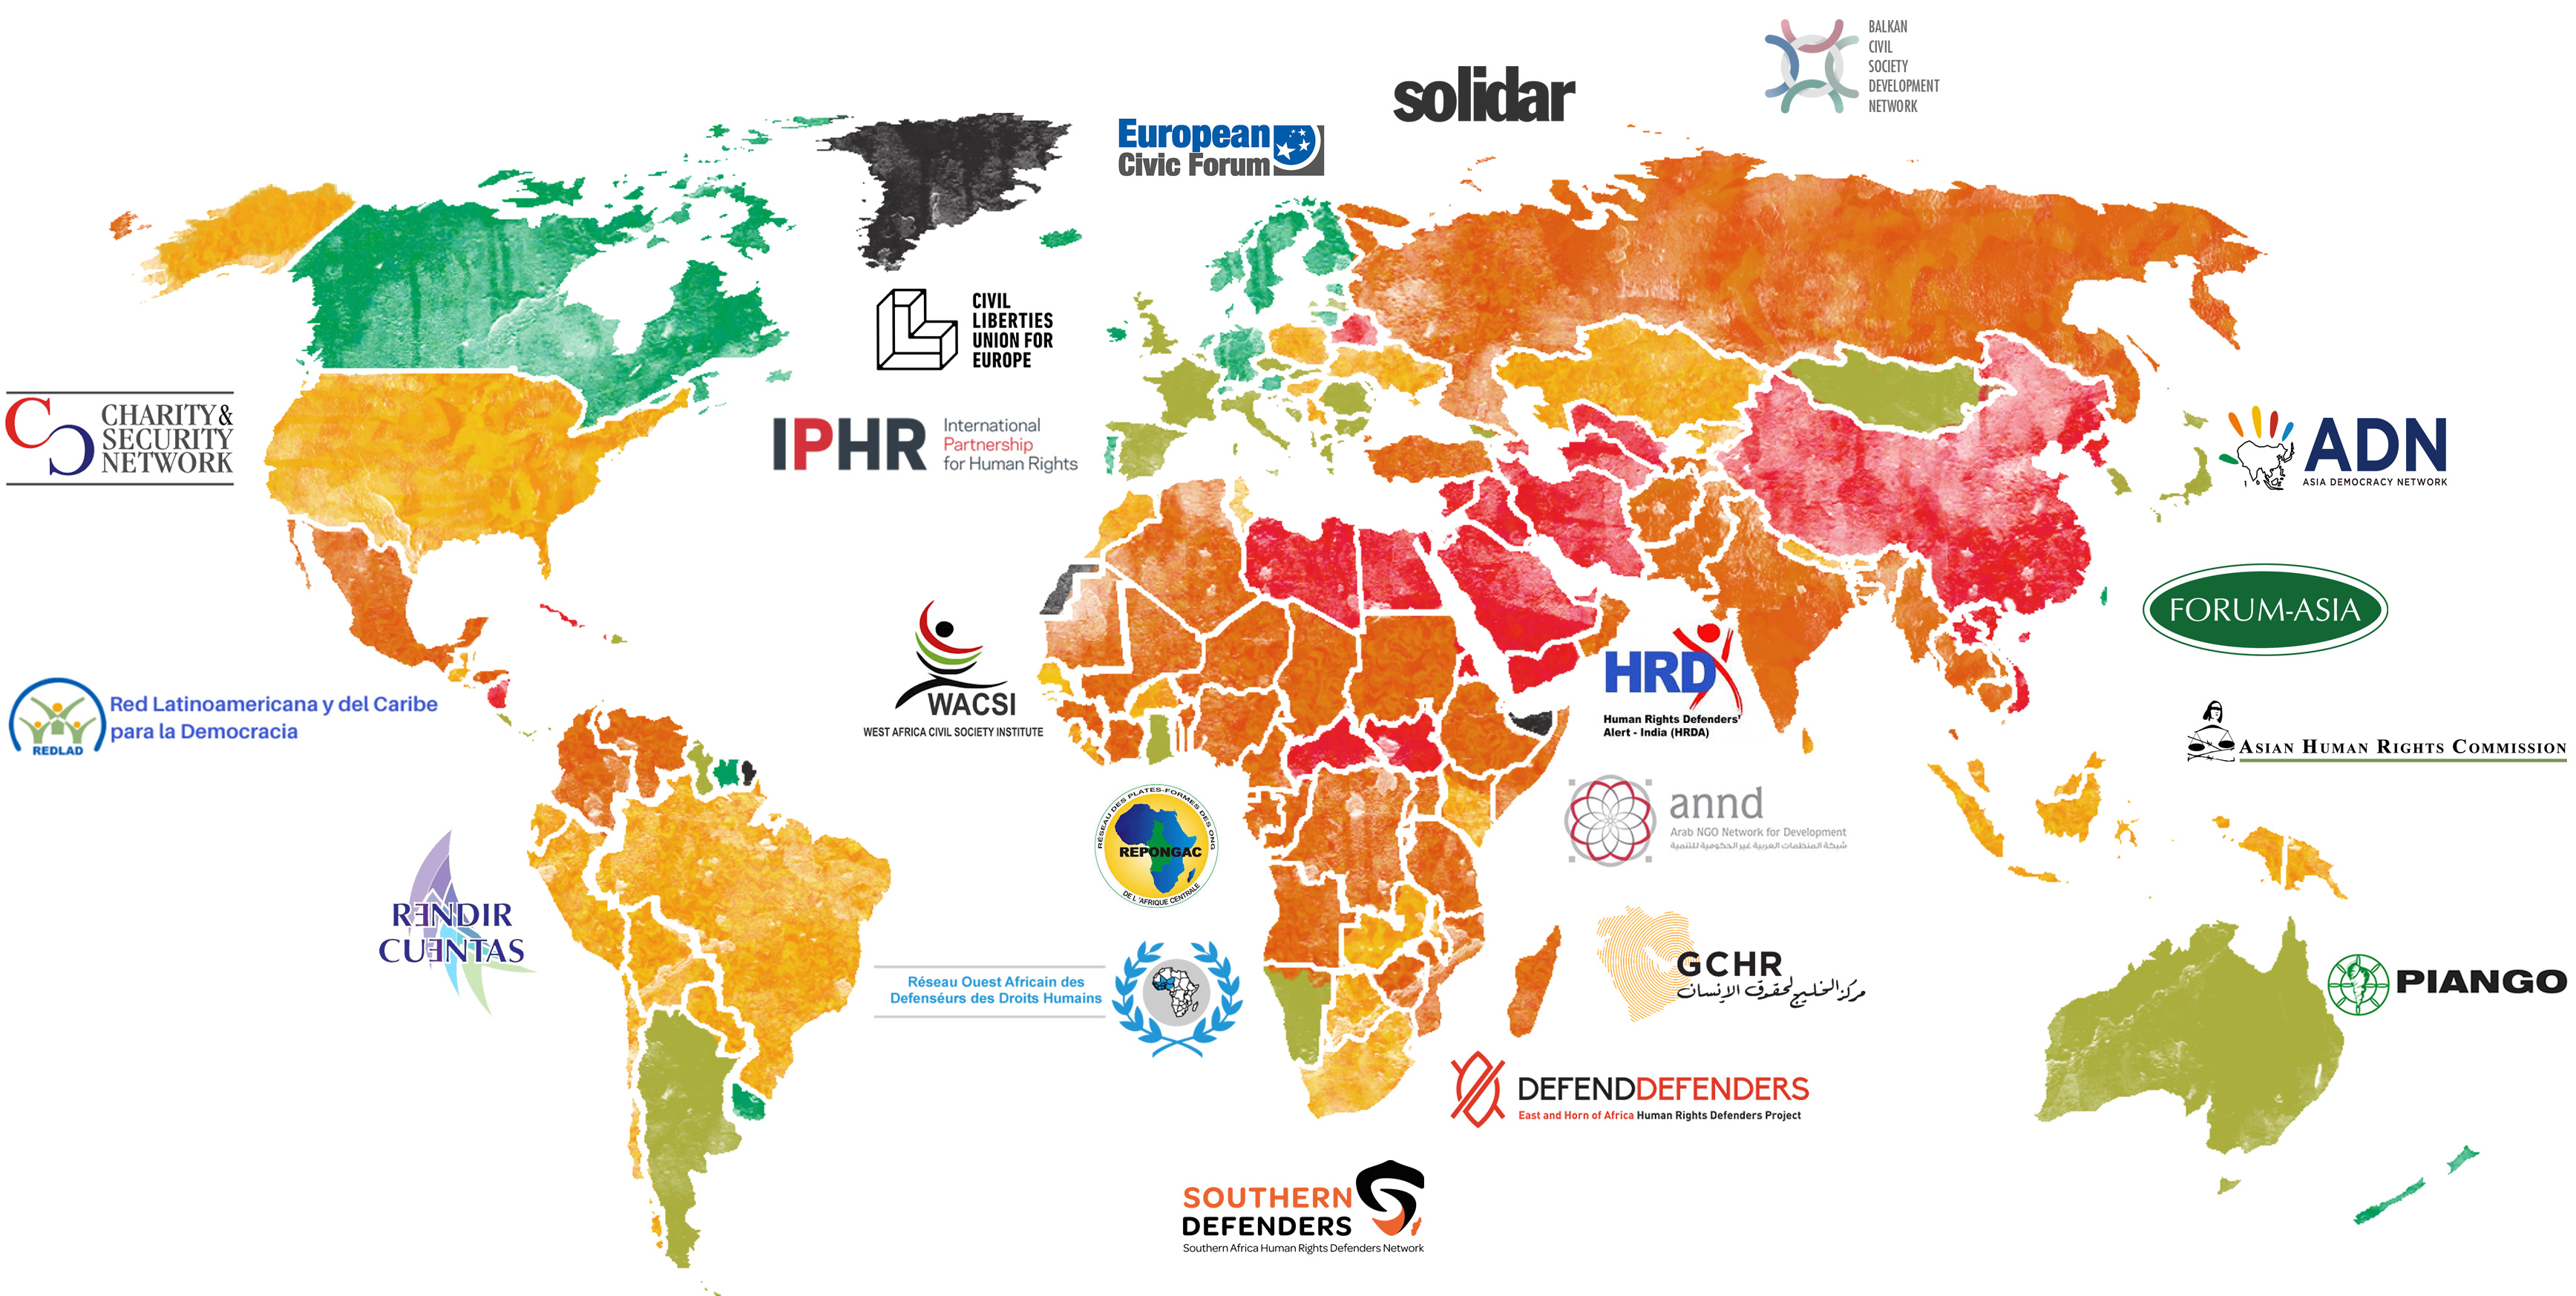 BALKAN
CIVIL
SOCIETY
DEVELOPMENT
NETWORK
solidar
European
Civic Forum
CIVIL
LIBERTIES
UNION FOR
EUROPE
CHARITY&
SECURITY
NETWORK
IPHR
International
Partnership
for Human Rights
ADN
ASIA DEMOCRACY NETWORK
FORUM-ASIA
WACSI
WEST AFRICA CIVIL SOCIETY INSTITUTE
HRD
Human Rights Defenders'
Alert - India (HRDA)
REDLAD
Red Latinoamericana y del Caribe
para la Democracia
ASIAN HUMAN RIGHTS COMMISSION
RÉSEAU DES PLATES-FORMES DES ONG
REPONGAC
DE L'AFRIQUE CENTRALE
annd
Arab NGO Network for Development
شبكة المنظمات العربية غير الحكومية للتنمية
RENDIR
CUENTAS
GCHR
مركز الخليج لحقوق الإنسان
Réseau Ouest Africain des
Defenséurs des Droits Humains
PIANGO
DEFENDDEFENDERS
East and Horn of Africa Human Rights Defenders Project
SOUTHERN
DEFENDERS
Southern Africa Human Rights Defenders Network